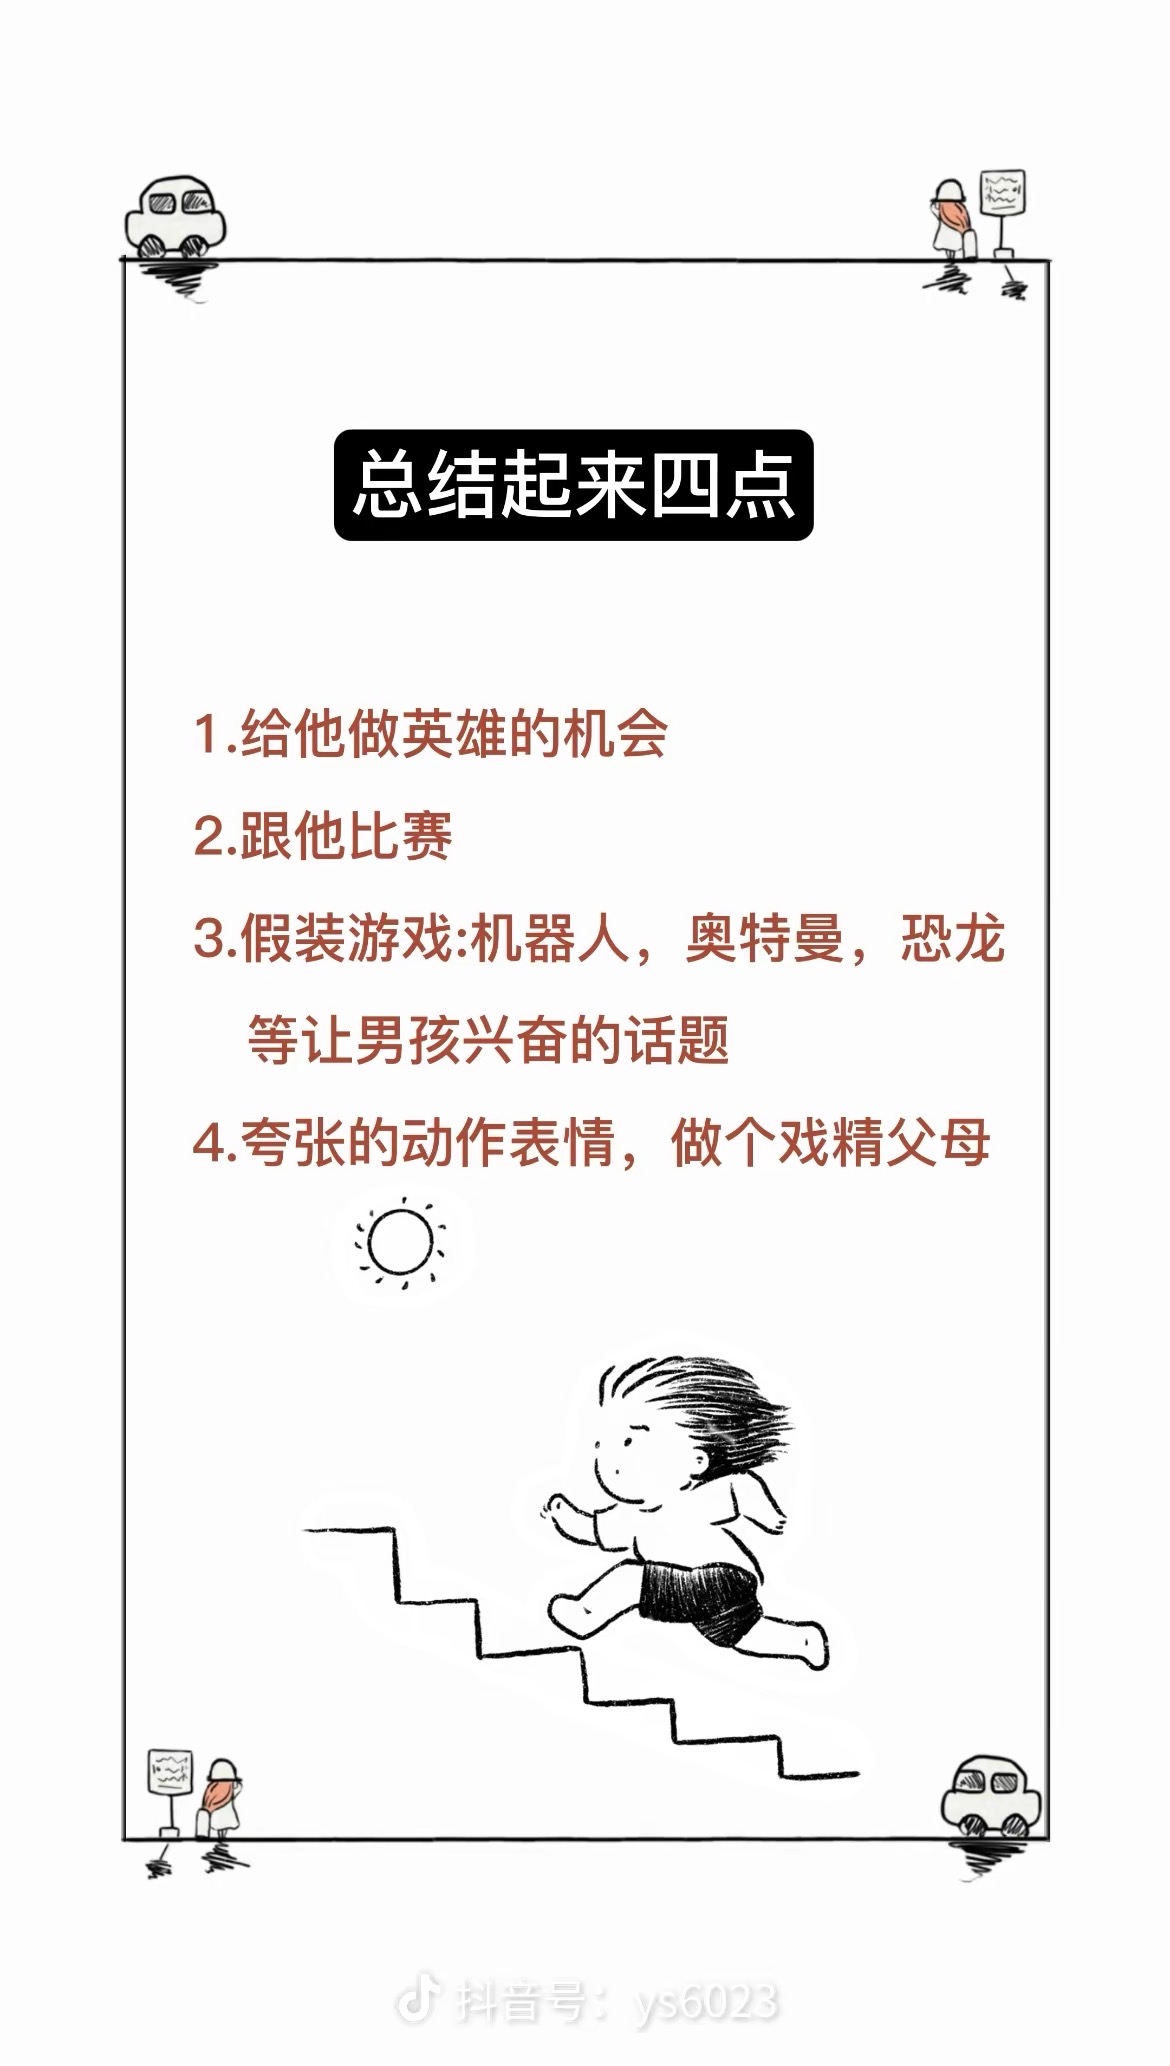 总结起来四点
1.给他做英雄的机会
2.跟他比赛
3.假装游戏:机器人，奥特曼，恐龙
等让男孩兴奋的话题
4.夸张的动作表情，做个戏精父母
抖音号：ys6023